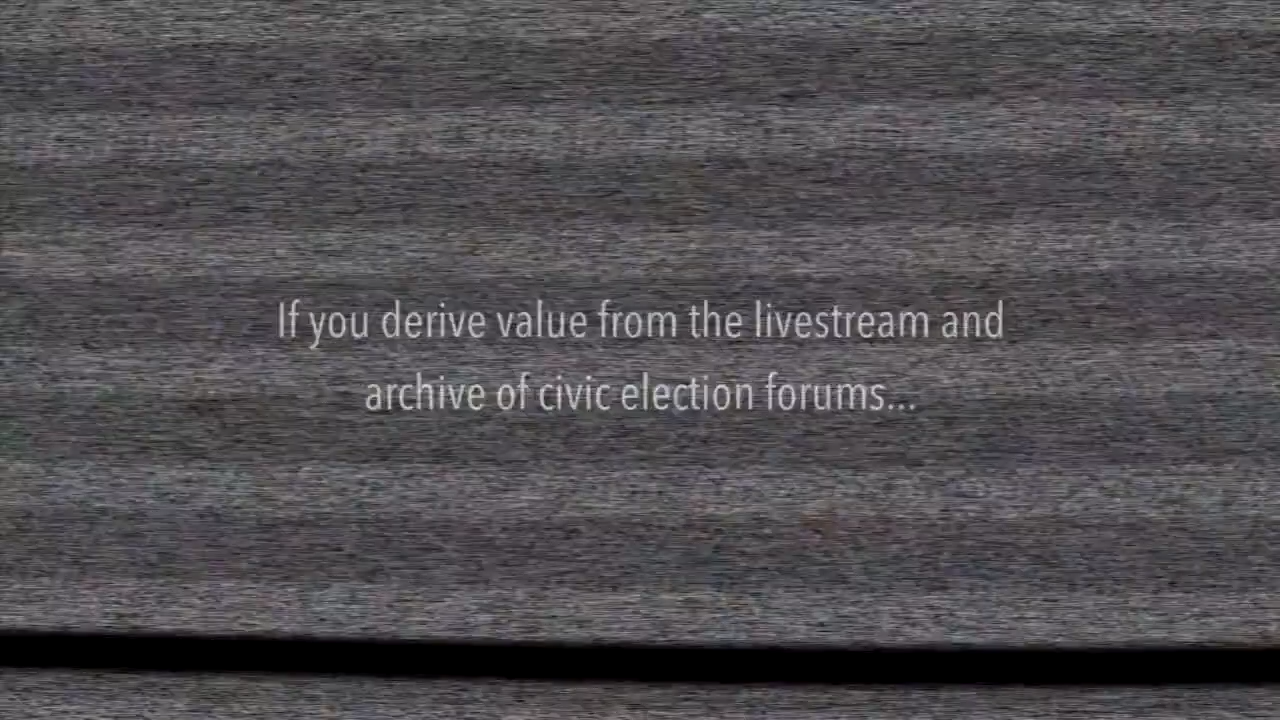 If you derive value from the livestream and
archive of civic election forums...